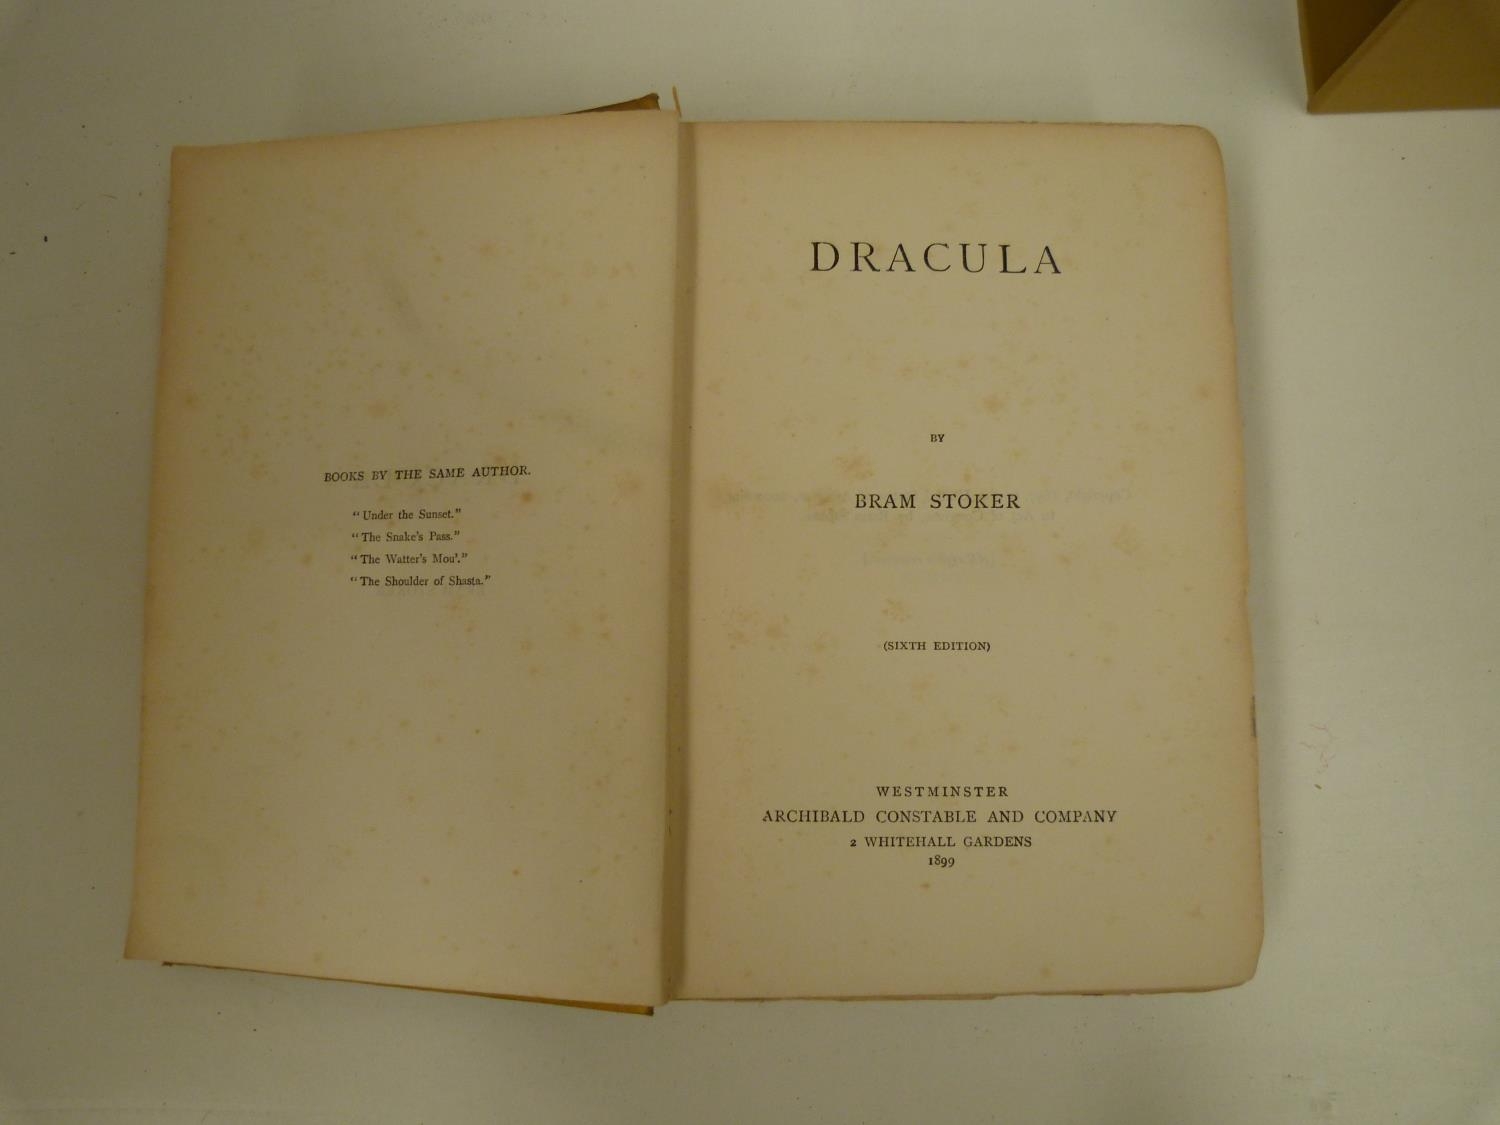 BOOKS BY THE SAME AUTHOR.
"Under the Sunset."
"The Snake's Pass."
"The Watter's Mou'."
"The Shoulder of Shasta."
DRACULA
BY
BRAM STOKER
(SIXTH EDITION)
WESTMINSTER
ARCHIBALD CONSTABLE AND COMPANY
2 WHITEHALL GARDENS
1899